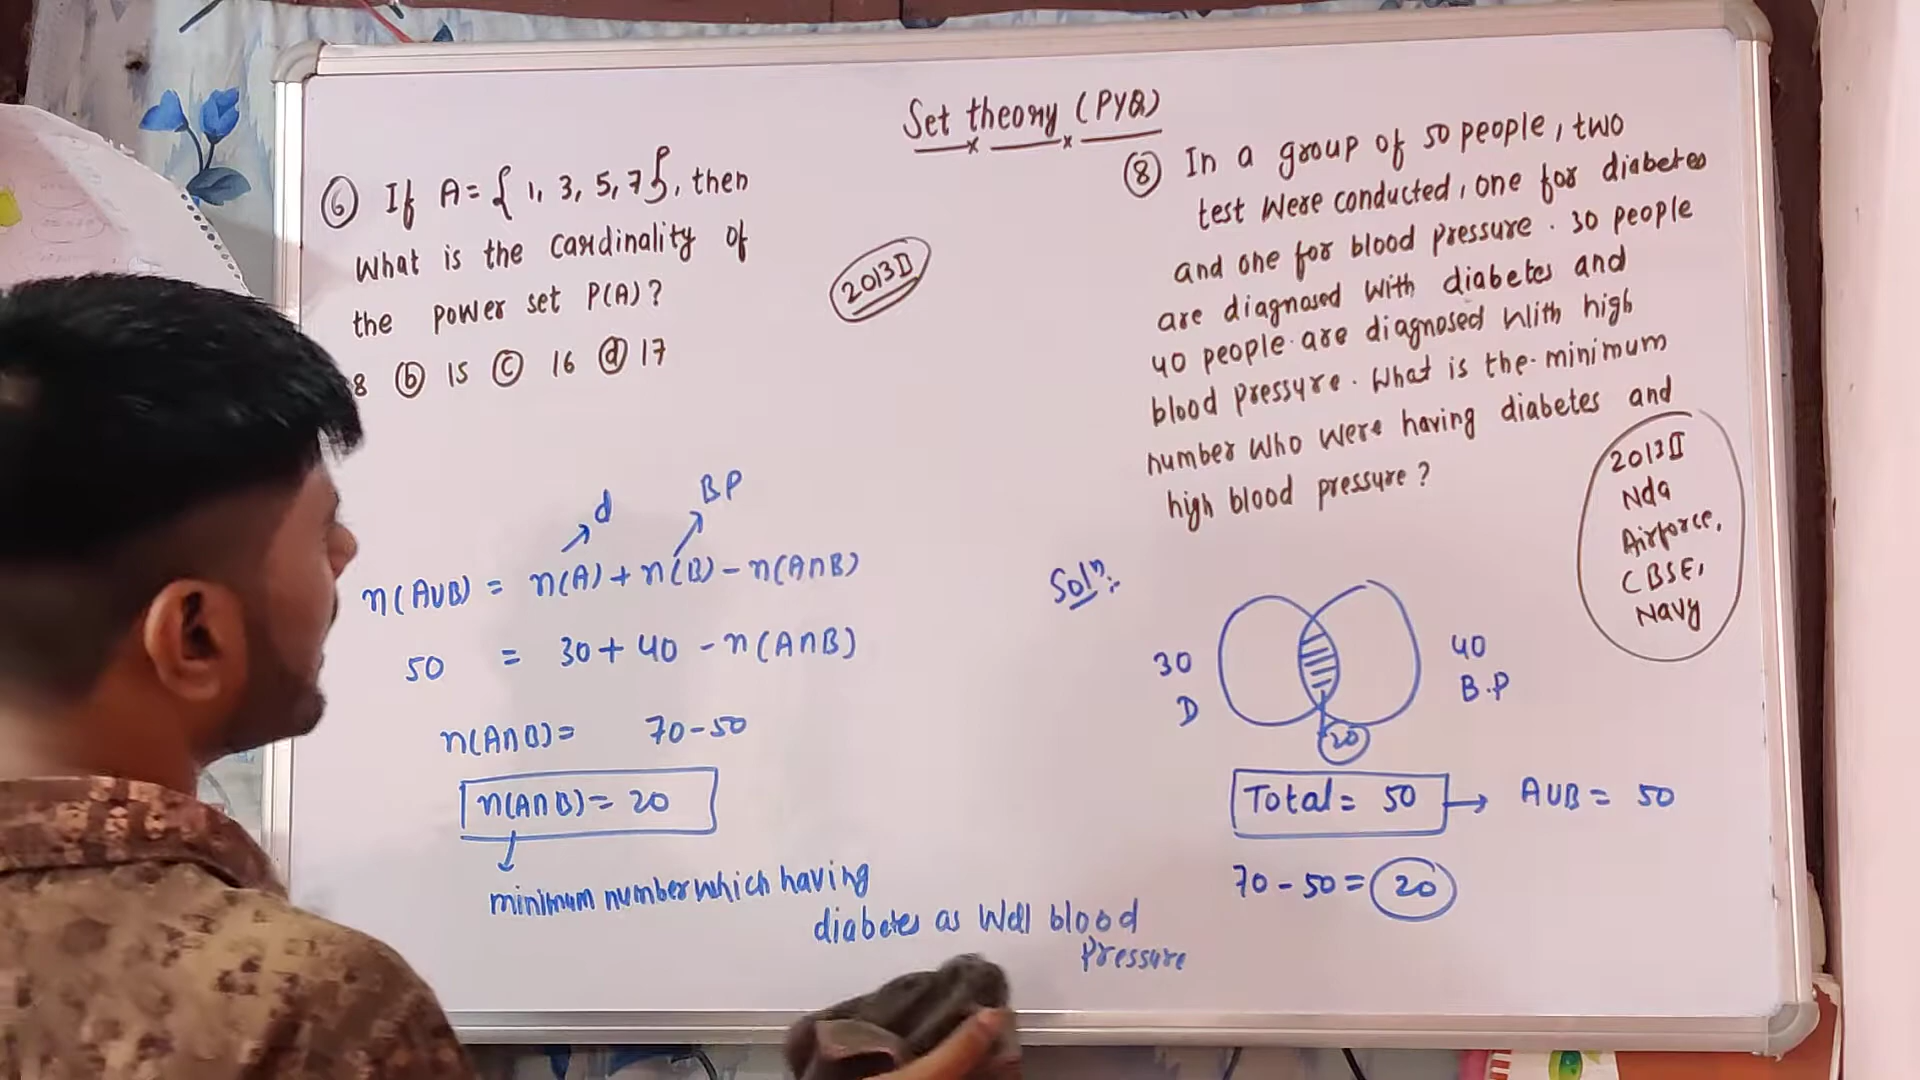 Set theory (PYQ)
⑥ If A = { 1, 3, 5, 7 }, then
What is the cardinality of
the power set P(A) ?
8 ⓑ 15 ⓒ 16 ⓓ 17
2013 II
d
BP
n(A∪B) = n(A) + n(B) - n(A∩B)
50 = 30 + 40 - n(A∩B)
n(A∩B) = 70 - 50
n(A∩B) = 20
minimum number which having
diabetes as Well blood
Pressure
⑧ In a group of 50 people, two
test Were conducted, one for diabetes
and one for blood pressure. 30 people
are diagnosed with diabetes and
40 people are diagnosed with high
blood pressure. What is the minimum
number Who Were having diabetes and
high blood pressure ?
2013 II
Nda
Airforce,
CBSE,
Navy
Solⁿ:
30
D
40
B.P
20
Total = 50 → A∪B = 50
70 - 50 = 20